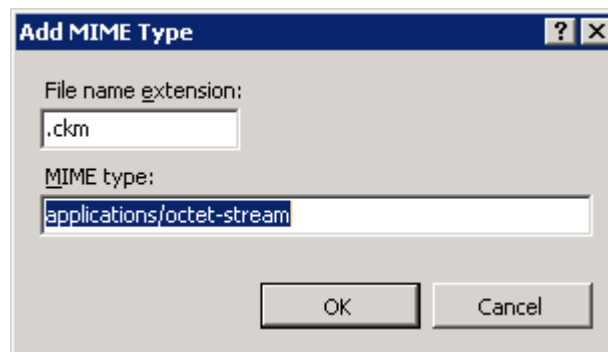 Add MIME Type
File name extension:
.ckm
MIME type:
applications/octet-stream
OK Cancel